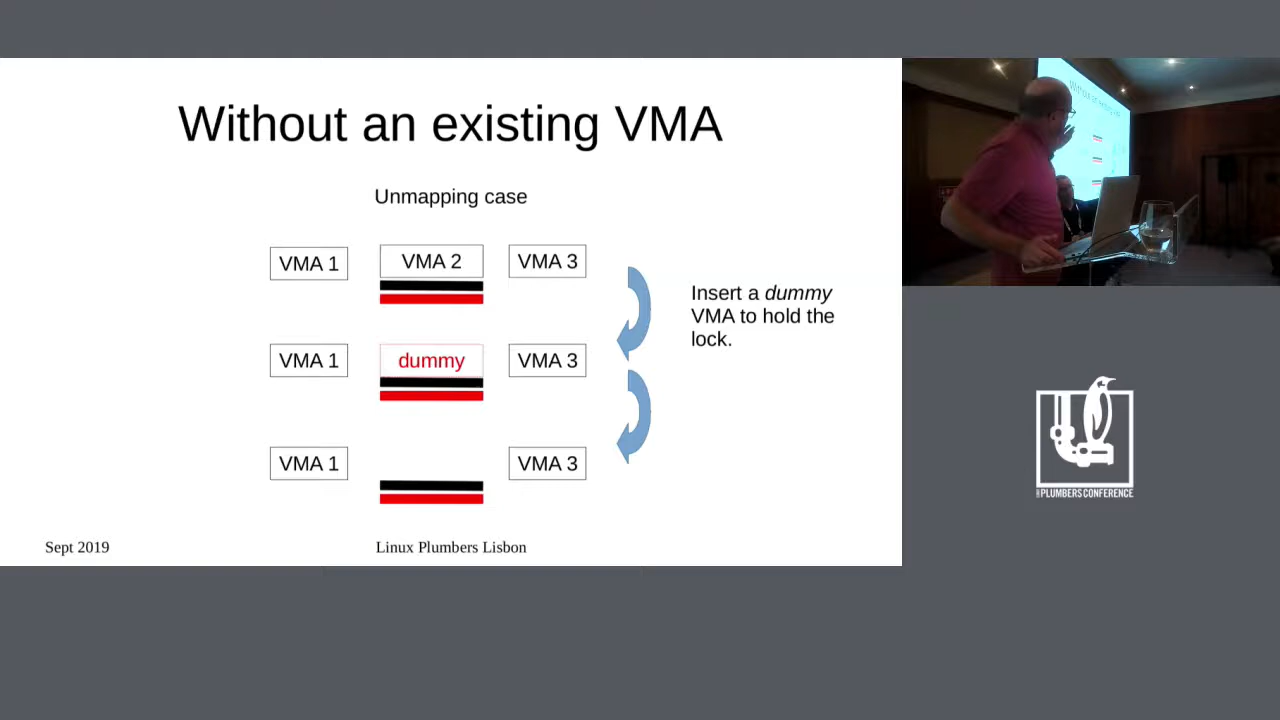 Without an existing VMA
Unmapping case
VMA 1
VMA 2
VMA 3
Insert a dummy
VMA to hold the
lock.
VMA 1
dummy
VMA 3
VMA 1
VMA 3
Sept 2019
Linux Plumbers Lisbon
PLUMBERS CONFERENCE